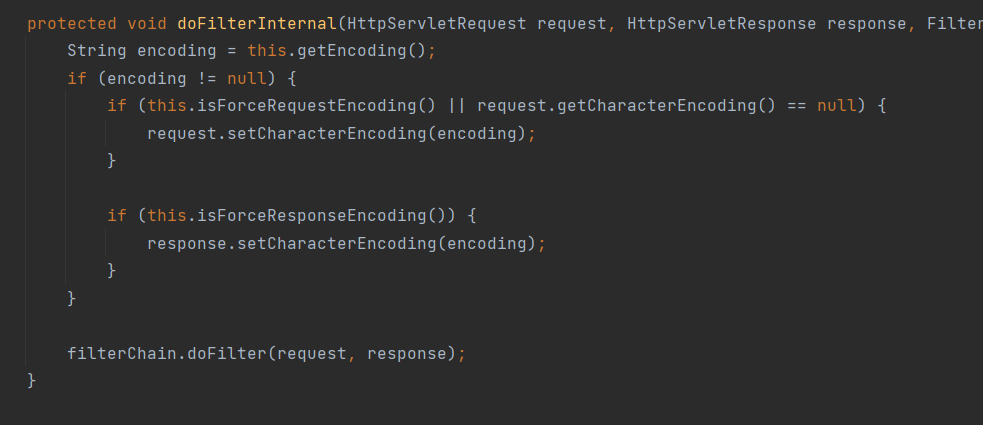 protected void doFilterInternal(HttpServletRequest request, HttpServletResponse response, Filter
String encoding = this.getEncoding();
if (encoding != null) {
if (this.isForceRequestEncoding() || request.getCharacterEncoding() == null) {
request.setCharacterEncoding(encoding);
}
if (this.isForceResponseEncoding()) {
response.setCharacterEncoding(encoding);
}
}
filterChain.doFilter(request, response);
}